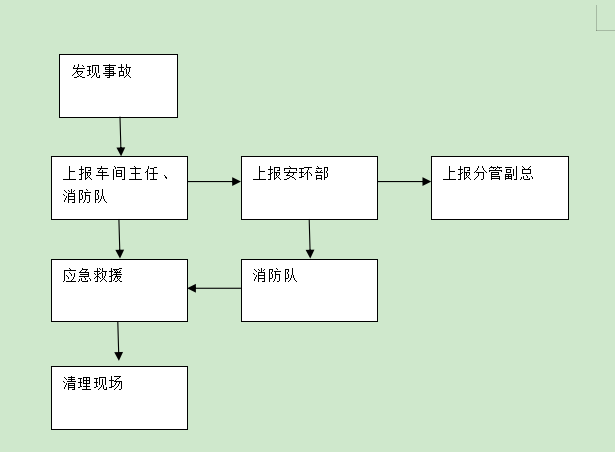 发现事故
上报车间主任、
消防队
上报安环部
上报分管副总
应急救援
消防队
清理现场